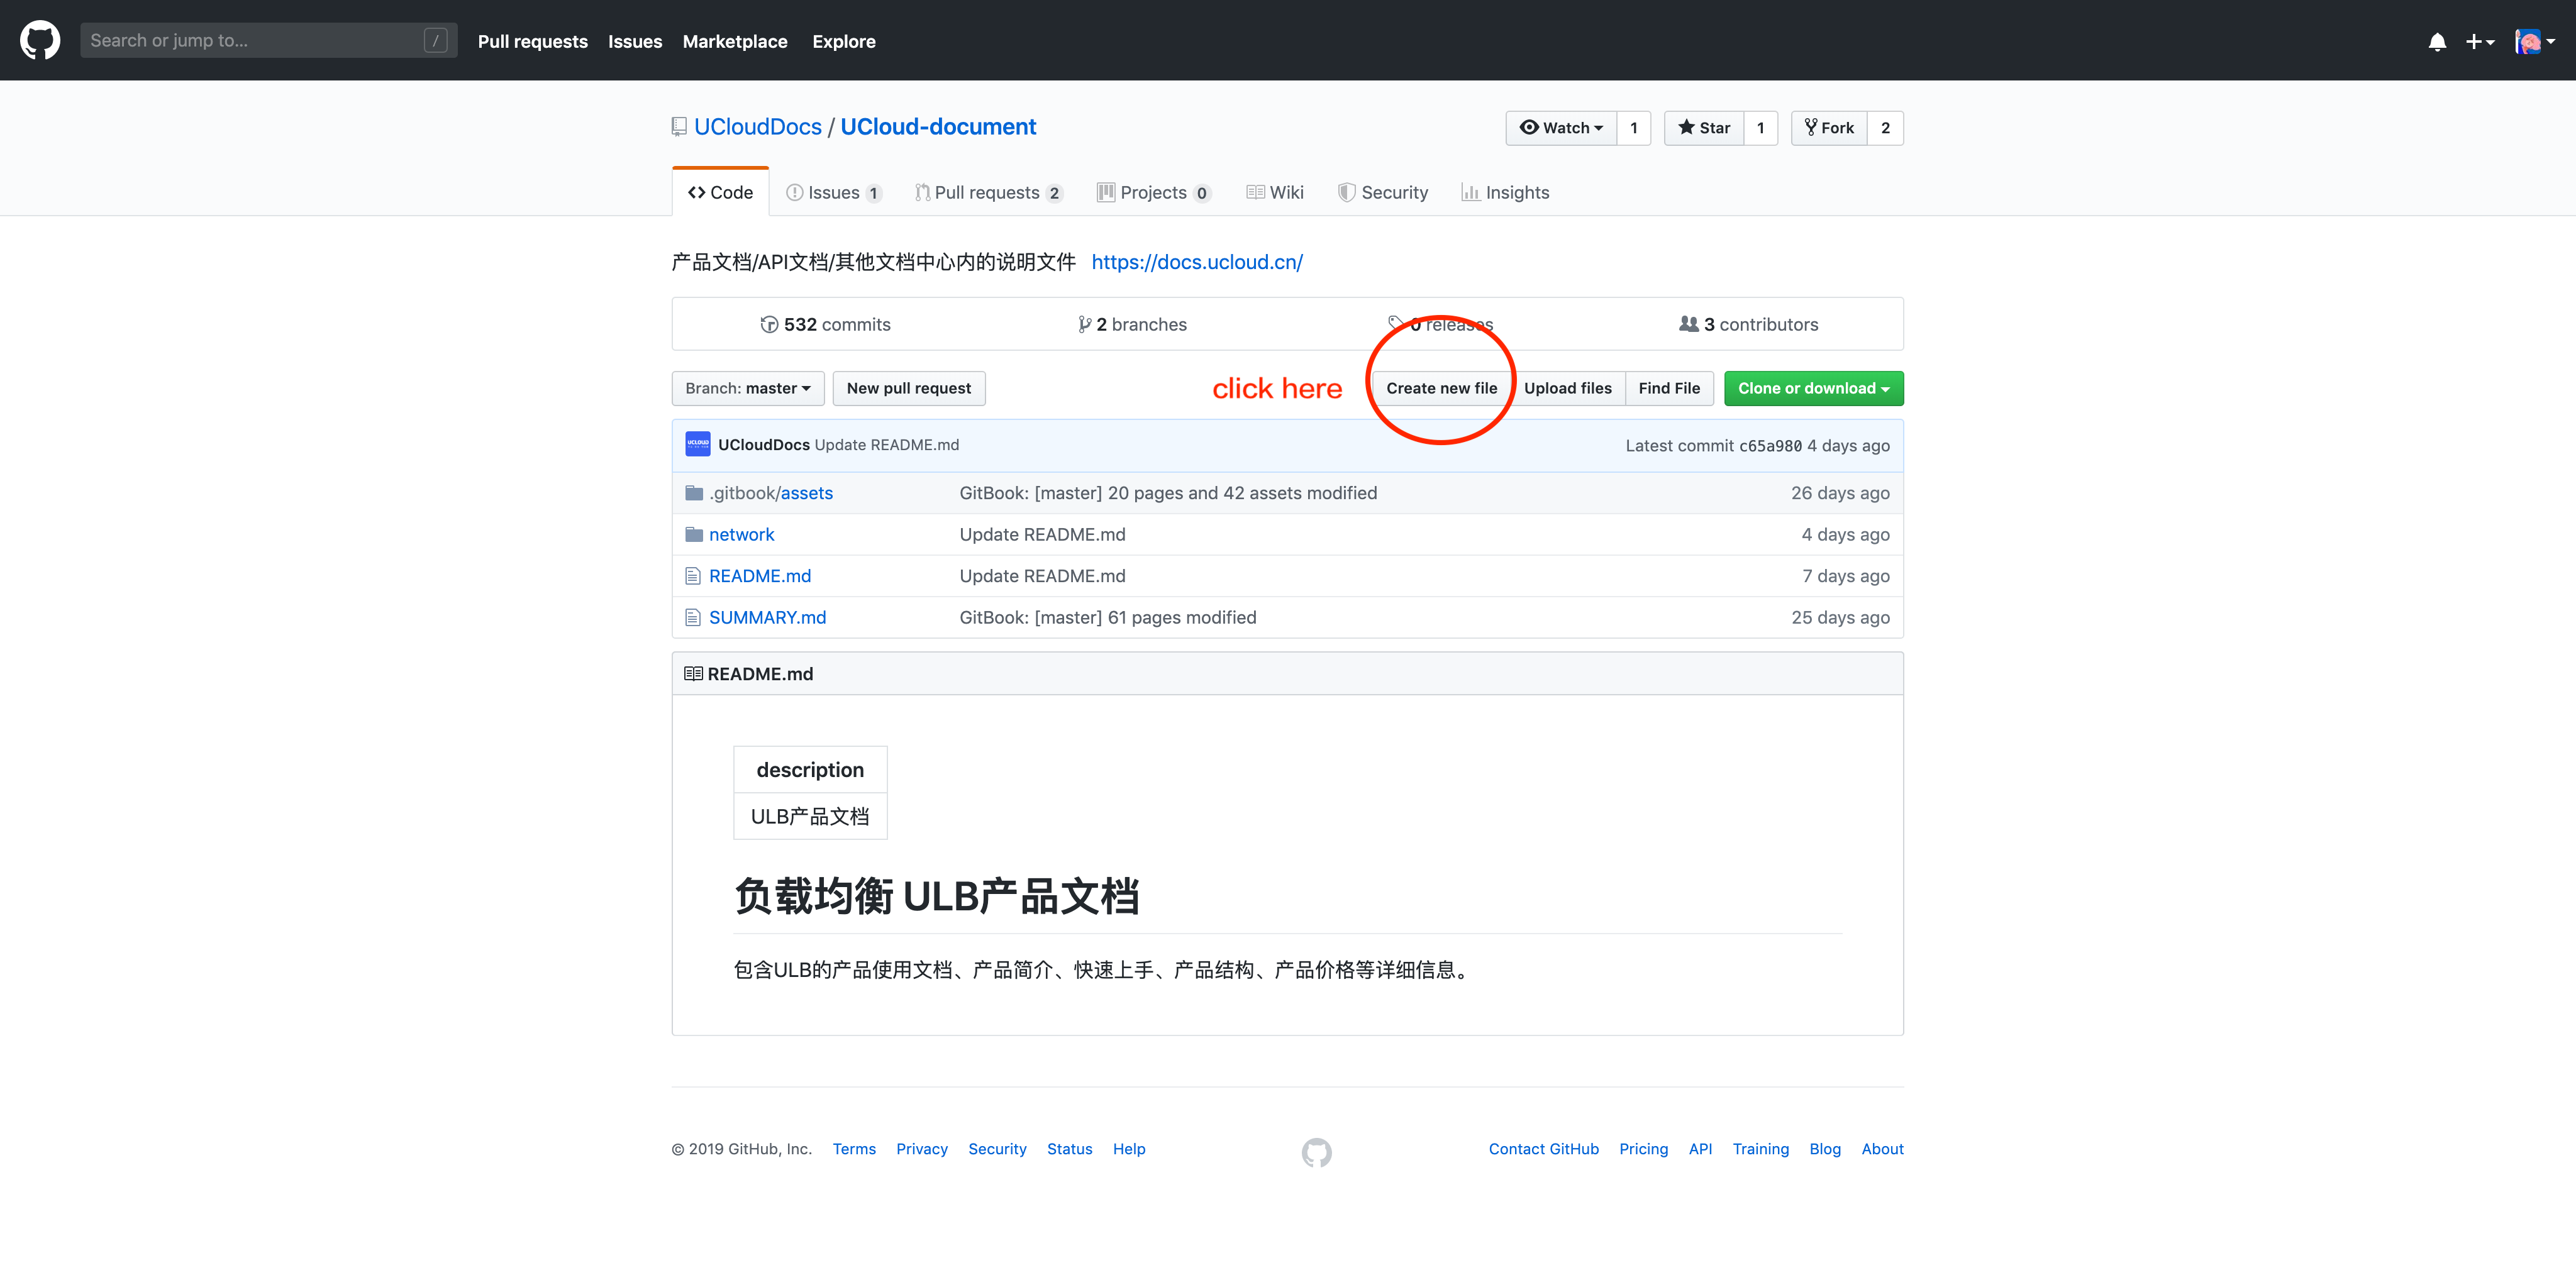 Search or jump to... / Pull requests Issues Marketplace Explore
UCloudDocs / UCloud-document Watch 1 Star 1 Fork 2
Code Issues 1 Pull requests 2 Projects 0 Wiki Security Insights
产品文档/API文档/其他文档中心内的说明文件 https://docs.ucloud.cn/
532 commits 2 branches 0 releases 3 contributors
Branch: master New pull request click here Create new file Upload files Find File Clone or download
UCLOUD UCloudDocs Update README.md Latest commit c65a980 4 days ago
.gitbook/assets GitBook: [master] 20 pages and 42 assets modified 26 days ago
network Update README.md 4 days ago
README.md Update README.md 7 days ago
SUMMARY.md GitBook: [master] 61 pages modified 25 days ago
README.md
description
ULB产品文档
负载均衡 ULB产品文档
包含ULB的产品使用文档、产品简介、快速上手、产品结构、产品价格等详细信息。
© 2019 GitHub, Inc. Terms Privacy Security Status Help Contact GitHub Pricing API Training Blog About